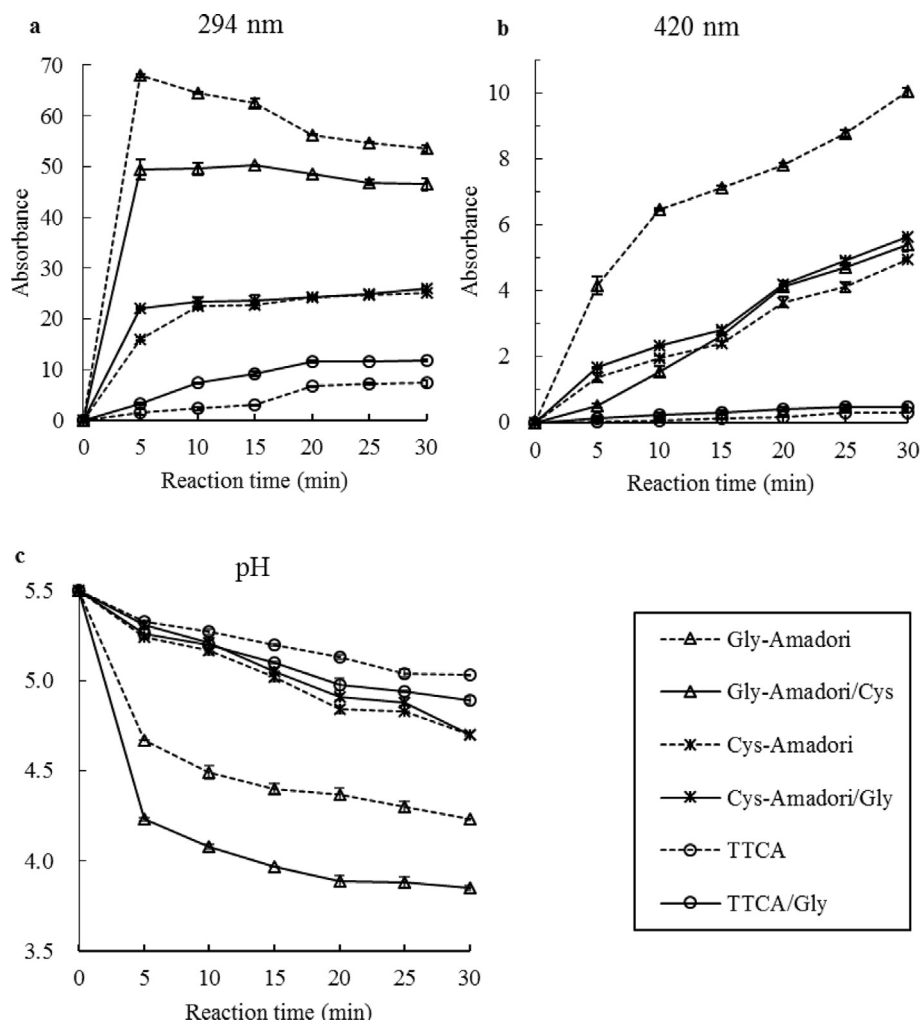 a
294 nm
70
60
50
40
30
20
10
0
Absorbance
0 5 10 15 20 25 30
Reaction time (min)
b
420 nm
10
8
6
4
2
0
Absorbance
0 5 10 15 20 25 30
Reaction time (min)
c
pH
5.5
5.0
4.5
4.0
3.5
0 5 10 15 20 25 30
Reaction time (min)
Gly-Amadori
Gly-Amadori/Cys
Cys-Amadori
Cys-Amadori/Gly
TTCA
TTCA/Gly